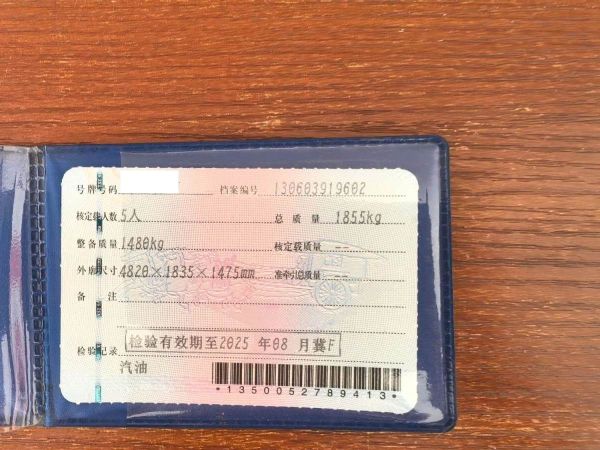 号牌号码 档案编号 130603919602
核定载人数 5人 总质量 1855kg
整备质量 1480kg 核定载质量 --
外廓尺寸 4820×1835×1475mm 准牵引总质量 --
备注
检验有效期至2025年08月冀F
检验记录
汽油
*1350052789413*